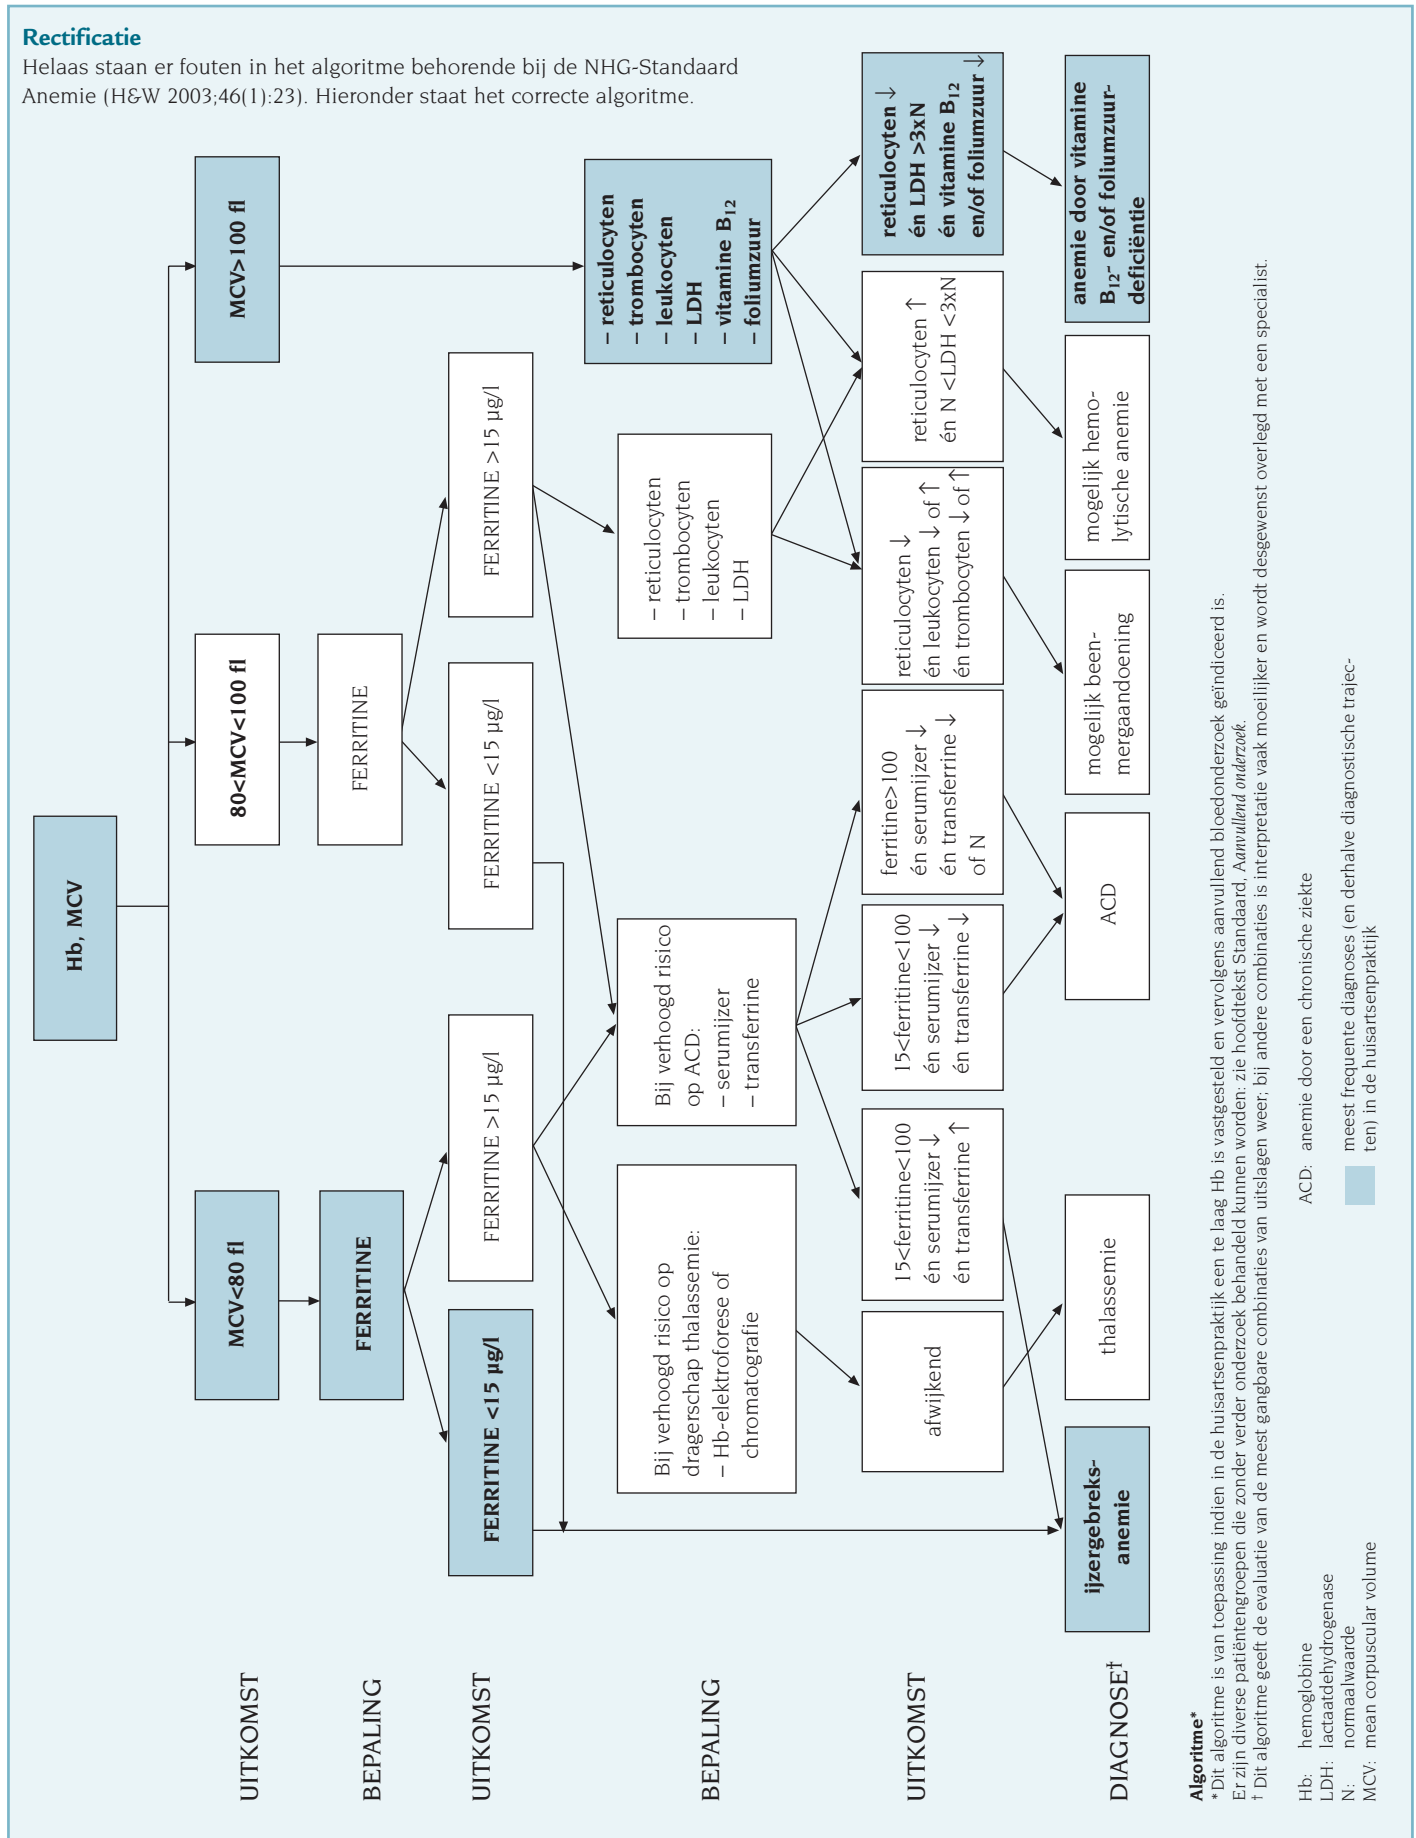 Rectificatie
Helaas staan er fouten in het algoritme behorende bij de NHG-Standaard
Anemie (H&W 2003;46(1):23). Hieronder staat het correcte algoritme.
Hb, MCV
UITKOMST
MCV<80 fl
80<MCV<100 fl
MCV>100 fl
BEPALING
FERRITINE
FERRITINE
UITKOMST
FERRITINE <15 µg/l
FERRITINE >15 µg/l
FERRITINE <15 µg/l
FERRITINE >15 µg/l
BEPALING
Bij verhoogd risico op
dragerschap thalassemie:
– Hb-elektroforese of
chromatografie
Bij verhoogd risico
op ACD:
– serumijzer
– transferrine
– reticulocyten
– trombocyten
– leukocyten
– LDH
– reticulocyten
– trombocyten
– leukocyten
– LDH
– vitamine B₁₂
– foliumzuur
UITKOMST
afwijkend
15<ferritine<100
én serumijzer ↓
én transferrine ↑
15<ferritine<100
én serumijzer ↓
én transferrine ↓
ferritine>100
én serumijzer ↓
én transferrine ↓
of N
reticulocyten ↓
én leukocyten ↓ of ↑
én trombocyten ↓ of ↑
reticulocyten ↑
én N <LDH <3xN
reticulocyten ↓
én LDH >3xN
én vitamine B₁₂
en/of foliumzuur ↓
DIAGNOSE†
ijzergebreks-
anemie
thalassemie
ACD
mogelijk been-
mergaandoening
mogelijk hemo-
lytische anemie
anemie door vitamine
B₁₂- en/of foliumzuur-
deficiëntie
Algoritme*
*Dit algoritme is van toepassing indien in de huisartsenpraktijk een te laag Hb is vastgesteld en vervolgens aanvullend bloedonderzoek geïndiceerd is.
Er zijn diverse patiëntengroepen die zonder verder onderzoek behandeld kunnen worden: zie hoofdtekst Standaard, Aanvullend onderzoek.
† Dit algoritme geeft de evaluatie van de meest gangbare combinaties van uitslagen weer; bij andere combinaties is interpretatie vaak moeilijker en wordt desgewenst overlegd met een specialist.
Hb: hemoglobine
LDH: lactaatdehydrogenase
N: normaalwaarde
MCV: mean corpuscular volume
ACD: anemie door een chronische ziekte
meest frequente diagnoses (en derhalve diagnostische trajec-
ten) in de huisartsenpraktijk